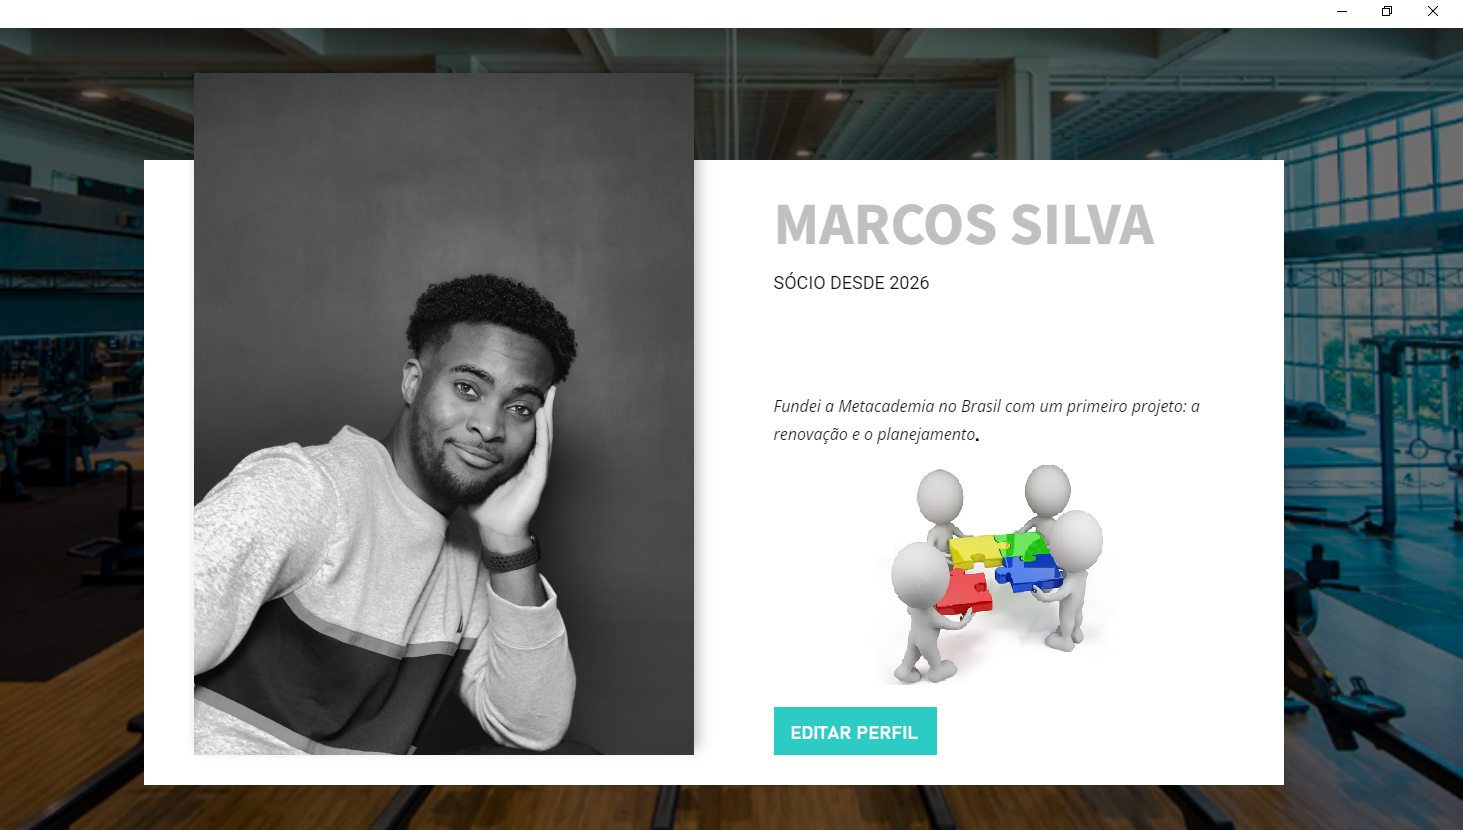 MARCOS SILVA
SÓCIO DESDE 2026
Fundei a Metacademia no Brasil com um primeiro projeto: a
renovação e o planejamento.
EDITAR PERFIL